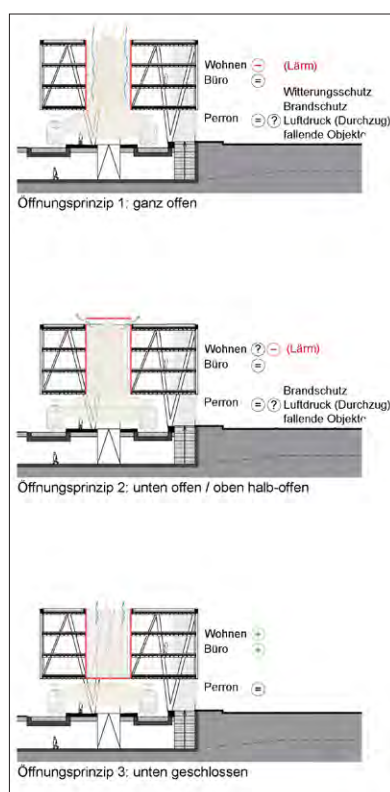 Wohnen − (Lärm)
Büro =
Witterungsschutz
Brandschutz
Perron = ? Luftdruck (Durchzug)
fallende Objekte
Öffnungsprinzip 1: ganz offen
Wohnen ? − (Lärm)
Büro =
Brandschutz
Perron = ? Luftdruck (Durchzug)
fallende Objekte
Öffnungsprinzip 2: unten offen / oben halb-offen
Wohnen +
Büro +
Perron =
Öffnungsprinzip 3: unten geschlossen